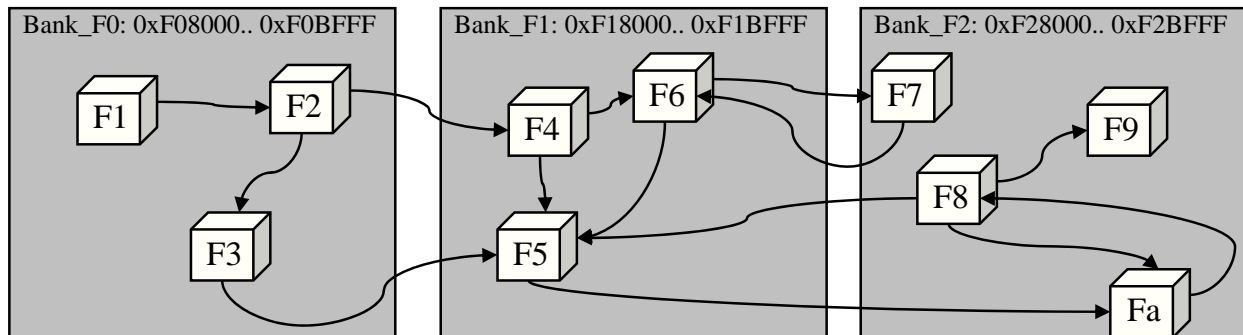 Bank_F0: 0xF08000.. 0xF0BFFF
Bank_F1: 0xF18000.. 0xF1BFFF
Bank_F2: 0xF28000.. 0xF2BFFF
F1
F2
F3
F4
F6
F5
F7
F9
F8
Fa